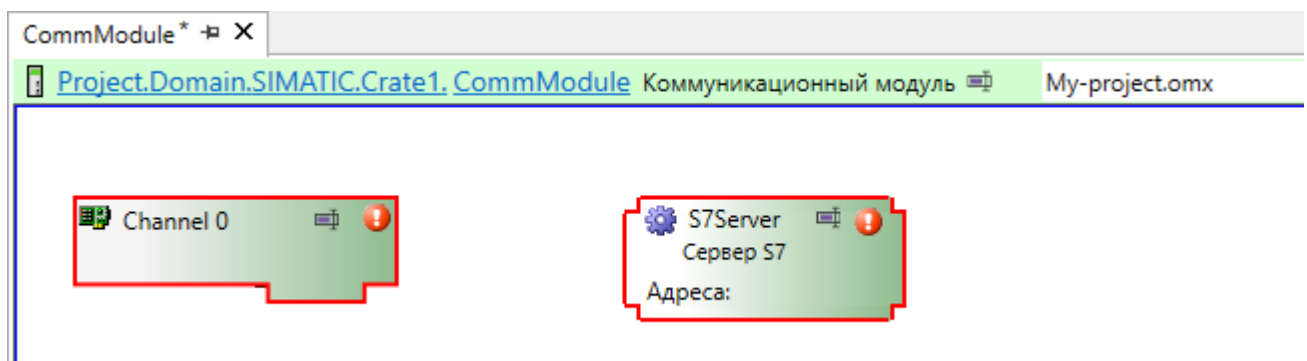 CommModule*
Project.Domain.SIMATIC.Crate1. CommModule Коммуникационный модуль My-project.omx
Channel 0
S7Server
Сервер S7
Адреса: